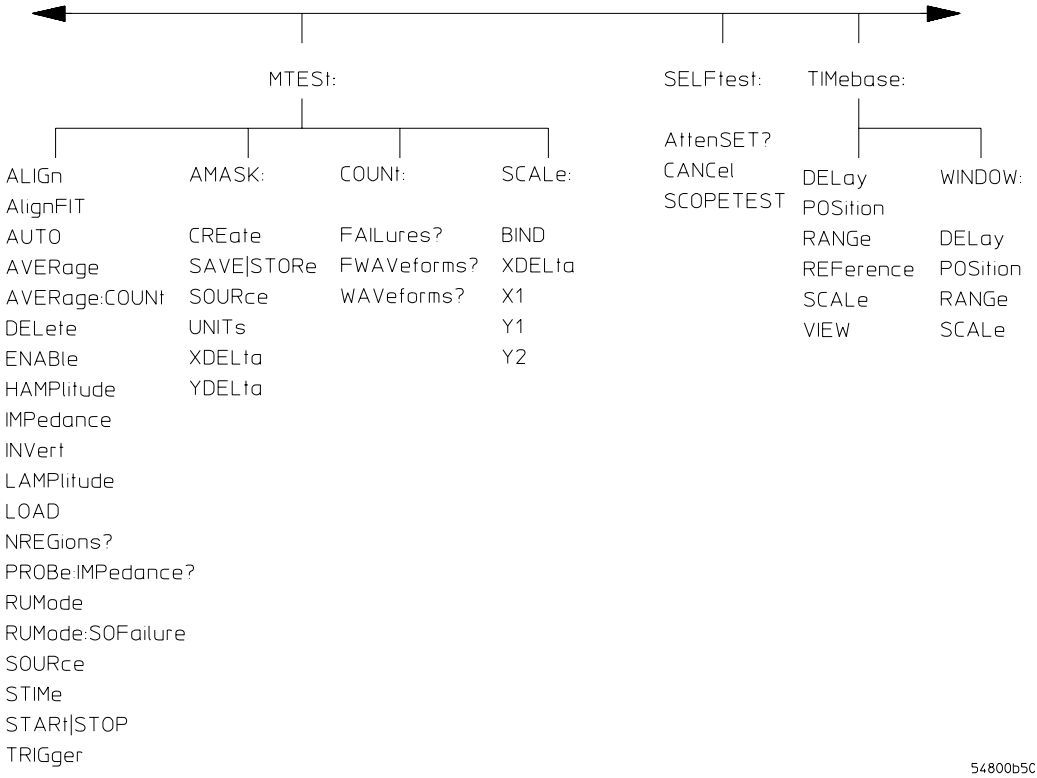 MTESt:
SELFtest:
TIMebase:
ALIGn
AlignFIT
AUTO
AVERage
AVERage:COUNt
DELete
ENABle
HAMPlitude
IMPedance
INVert
LAMPlitude
LOAD
NREGions?
PROBe:IMPedance?
RUMode
RUMode:SOFailure
SOURce
STIMe
STARt|STOP
TRIGger
AMASK:
CREate
SAVE|STORe
SOURce
UNITs
XDELta
YDELta
COUNt:
FAILures?
FWAVeforms?
WAVeforms?
SCALe:
BIND
XDELta
X1
Y1
Y2
AttenSET?
CANCel
SCOPETEST
DELay
POSition
RANGe
REFerence
SCALe
VIEW
WINDOW:
DELay
POSition
RANGe
SCALe
54800b50